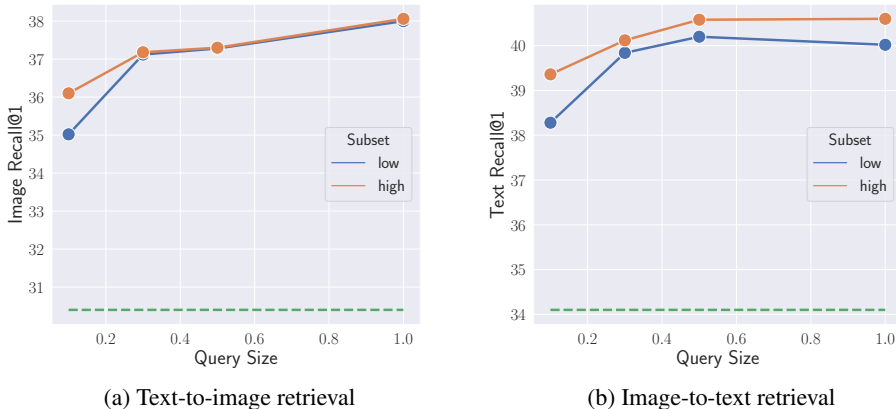 38
37
36
35
34
33
32
31
Image Recall@1
Subset
low
high
0.2 0.4 0.6 0.8 1.0
Query Size
(a) Text-to-image retrieval
40
39
38
37
36
35
34
Text Recall@1
Subset
low
high
0.2 0.4 0.6 0.8 1.0
Query Size
(b) Image-to-text retrieval